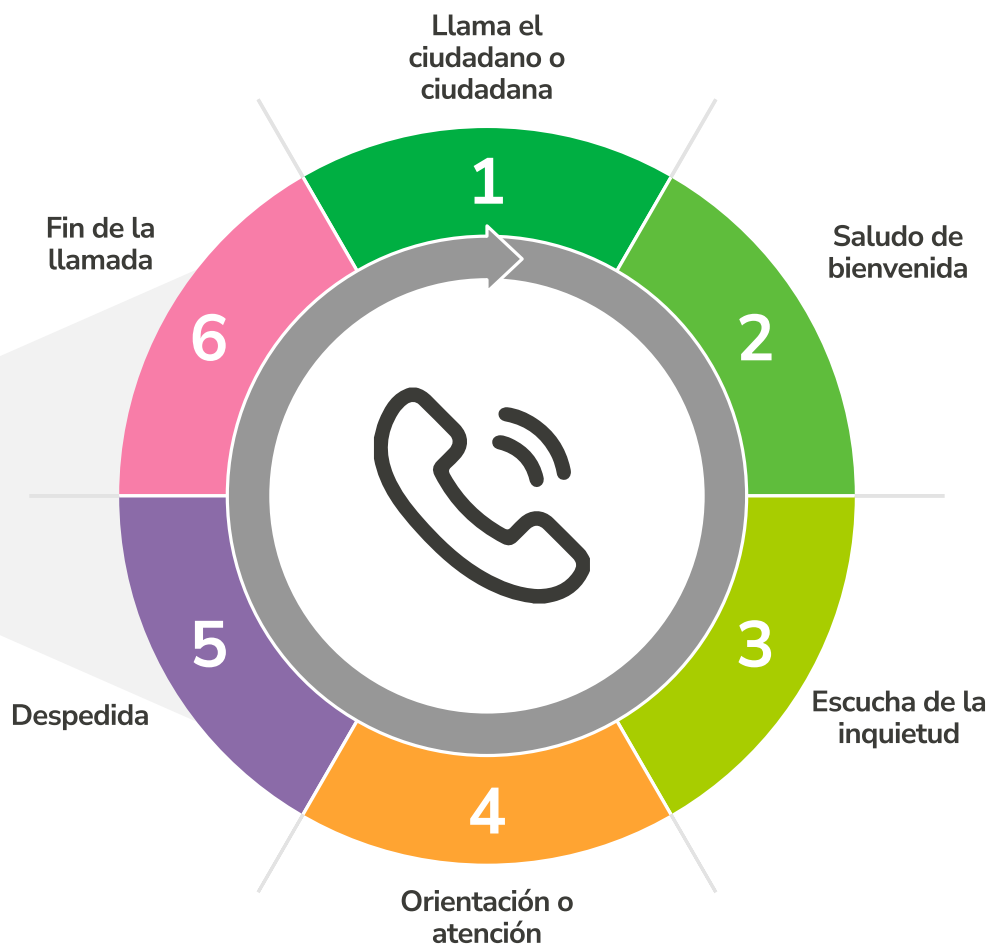 Llama el
ciudadano o
ciudadana
1
Saludo de
bienvenida
2
Escucha de la
inquietud
3
Orientación o
atención
4
Despedida
5
Fin de la
llamada
6